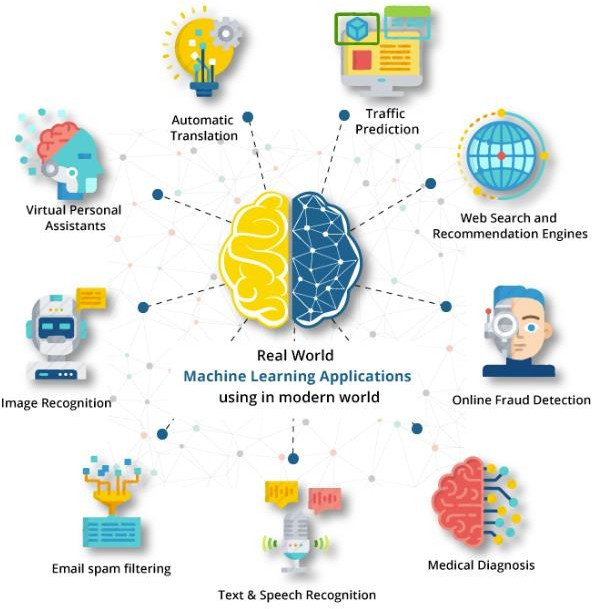 Automatic
Translation
Traffic
Prediction
Virtual Personal
Assistants
Web Search and
Recommendation Engines
Real World
Machine Learning Applications
using in modern world
Image Recognition
Online Fraud Detection
Email spam filtering
Text & Speech Recognition
Medical Diagnosis